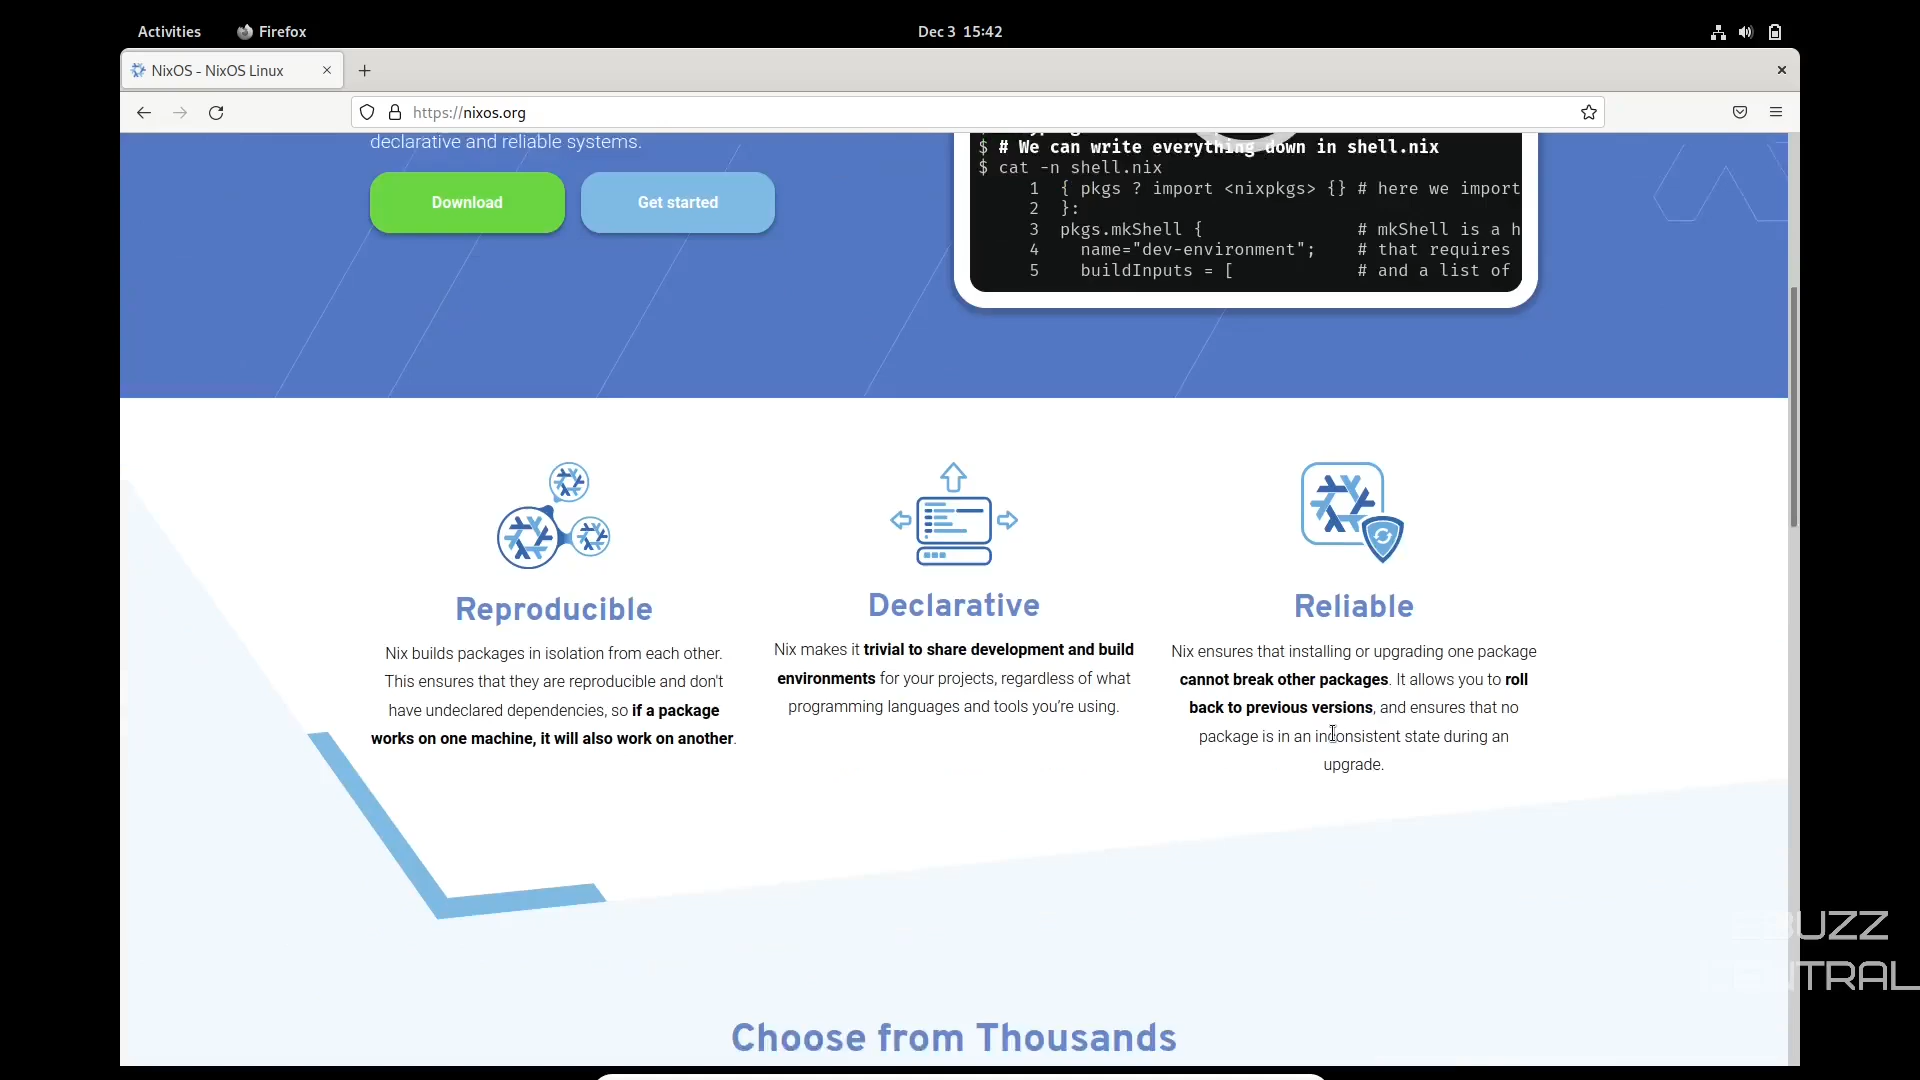 Activities
Firefox
Dec 3 15:42
NixOS - NixOS Linux
https://nixos.org
declarative and reliable systems.
Download
Get started
$ # We can write everything down in shell.nix
$ cat -n shell.nix
1 { pkgs ? import <nixpkgs> {} # here we import
2 }:
3 pkgs.mkShell { # mkShell is a h
4 name="dev-environment"; # that requires
5 buildInputs = [ # and a list of
Reproducible
Nix builds packages in isolation from each other.
This ensures that they are reproducible and don't
have undeclared dependencies, so if a package
works on one machine, it will also work on another.
Declarative
Nix makes it trivial to share development and build
environments for your projects, regardless of what
programming languages and tools you’re using.
Reliable
Nix ensures that installing or upgrading one package
cannot break other packages. It allows you to roll
back to previous versions, and ensures that no
package is in an inconsistent state during an
upgrade.
EBUZZ
CENTRAL
Choose from Thousands